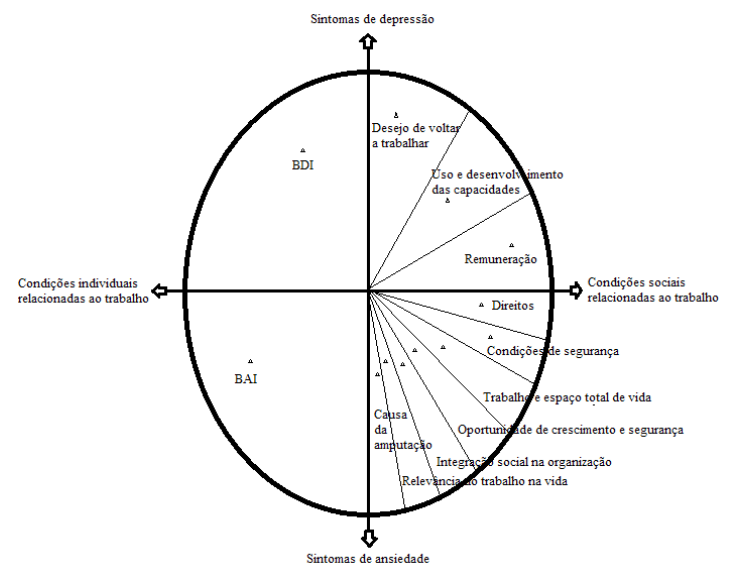 Sintomas de depressão
Desejo de voltar
a trabalhar
BDI
Uso e desenvolvimento
das capacidades
Remuneração
Condições individuais
relacionadas ao trabalho
Condições sociais
relacionadas ao trabalho
Direitos
Condições de segurança
BAI
Trabalho e espaço total de vida
Causa
da
amputação
Oportunidade de crescimento e segurança
Integração social na organização
Relevância do trabalho na vida
Sintomas de ansiedade